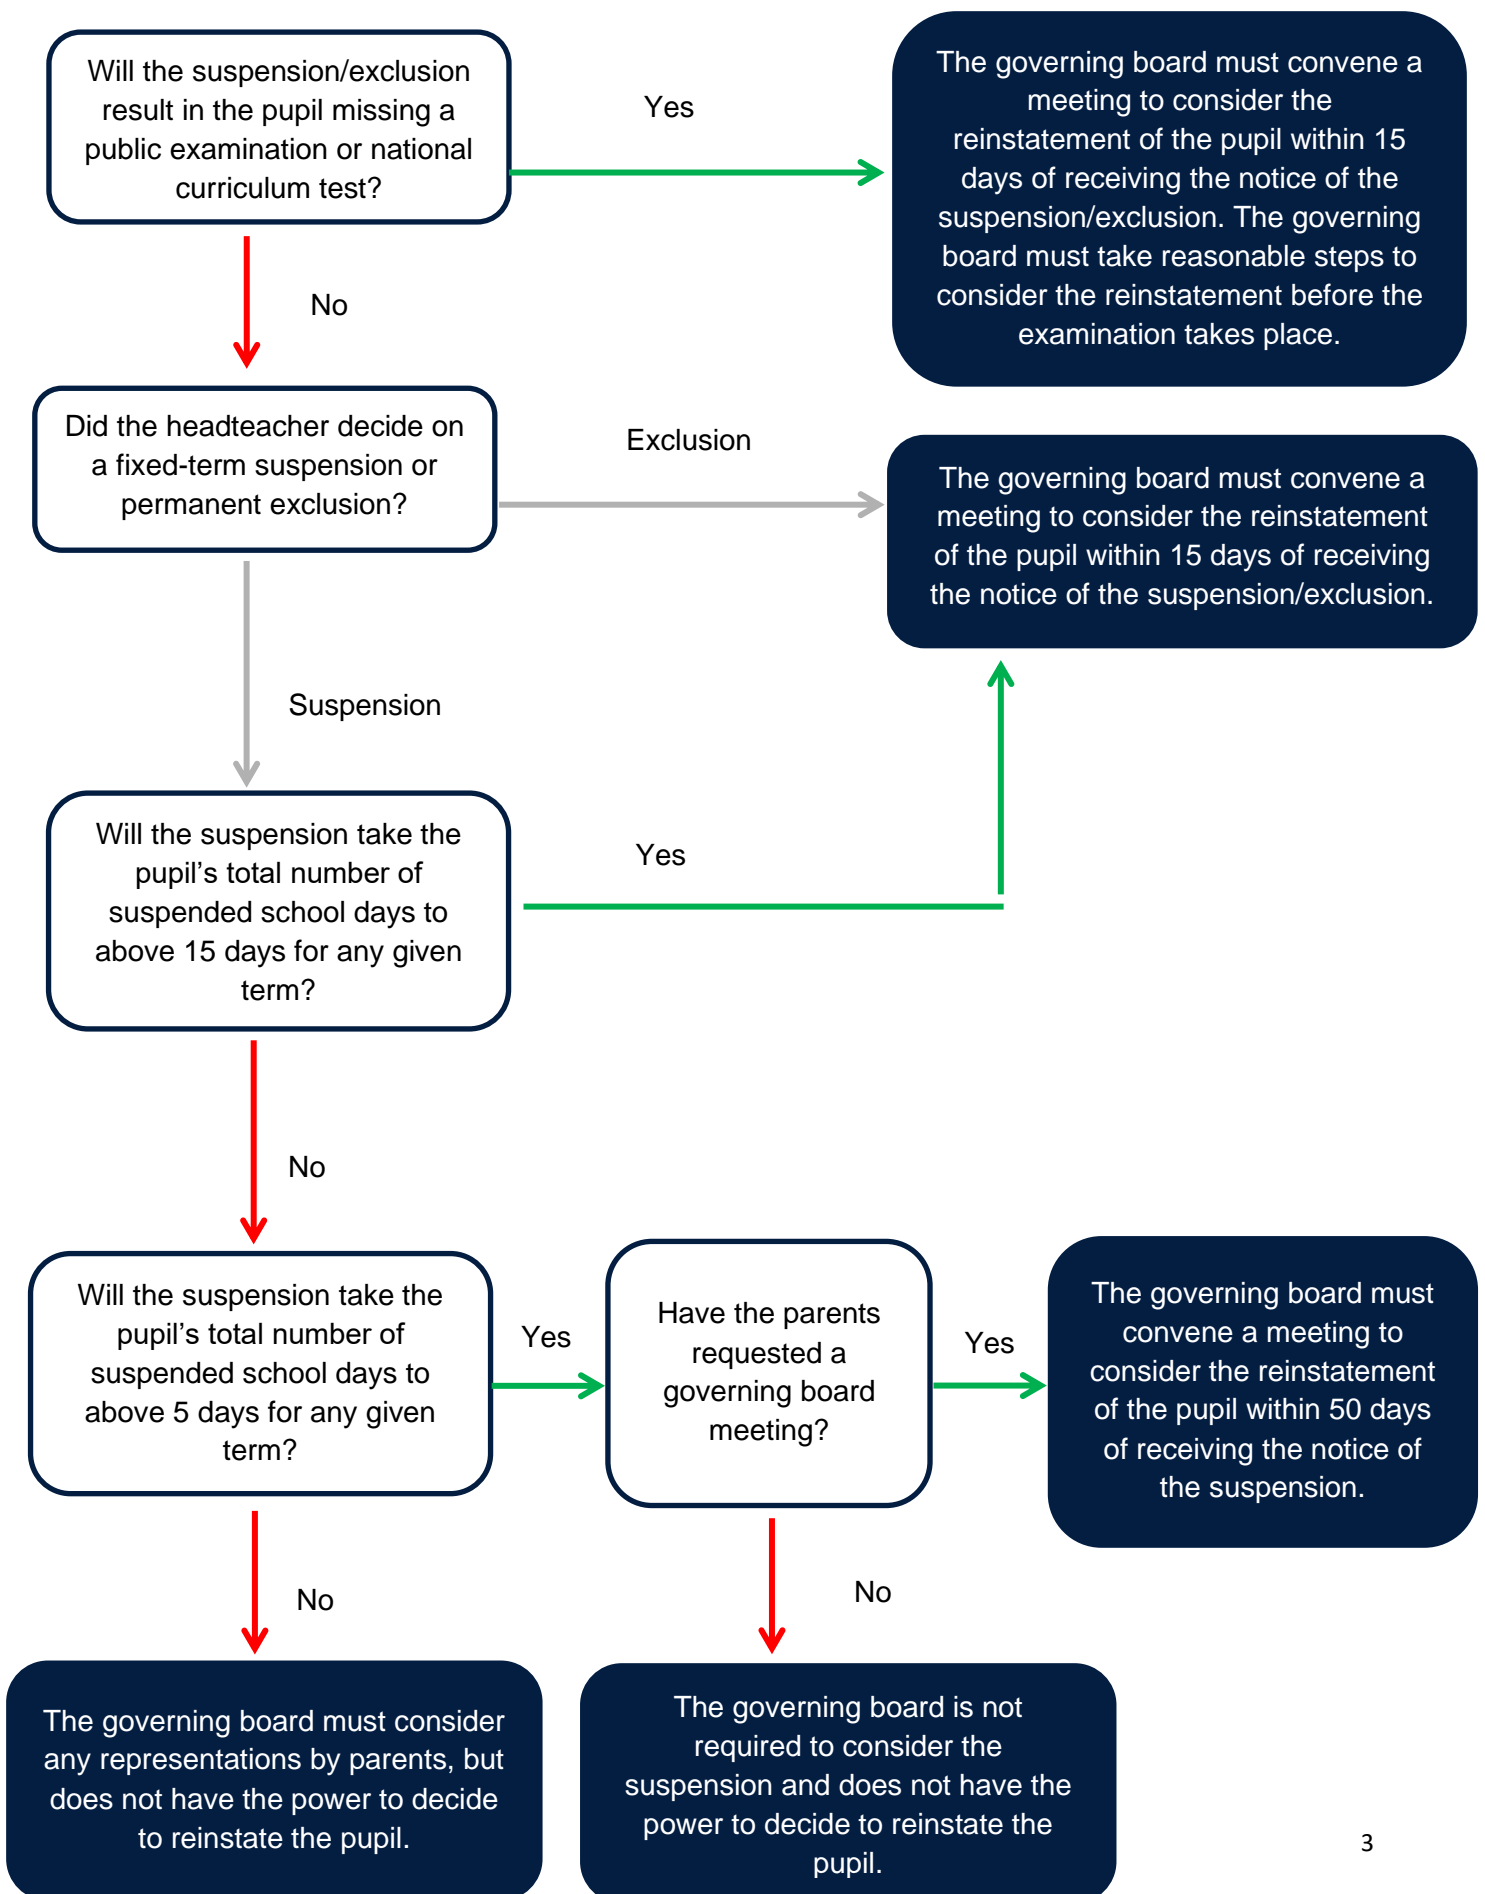 Will the suspension/exclusion
result in the pupil missing a
public examination or national
curriculum test?
Yes
The governing board must convene a
meeting to consider the
reinstatement of the pupil within 15
days of receiving the notice of the
suspension/exclusion. The governing
board must take reasonable steps to
consider the reinstatement before the
examination takes place.
No
Did the headteacher decide on
a fixed-term suspension or
permanent exclusion?
Exclusion
The governing board must convene a
meeting to consider the reinstatement
of the pupil within 15 days of receiving
the notice of the suspension/exclusion.
Suspension
Will the suspension take the
pupil’s total number of
suspended school days to
above 15 days for any given
term?
Yes
No
Will the suspension take the
pupil’s total number of
suspended school days to
above 5 days for any given
term?
Yes
Have the parents
requested a
governing board
meeting?
Yes
The governing board must
convene a meeting to
consider the reinstatement
of the pupil within 50 days
of receiving the notice of
the suspension.
No
No
The governing board must consider
any representations by parents, but
does not have the power to decide
to reinstate the pupil.
The governing board is not
required to consider the
suspension and does not have the
power to decide to reinstate the
pupil.
3